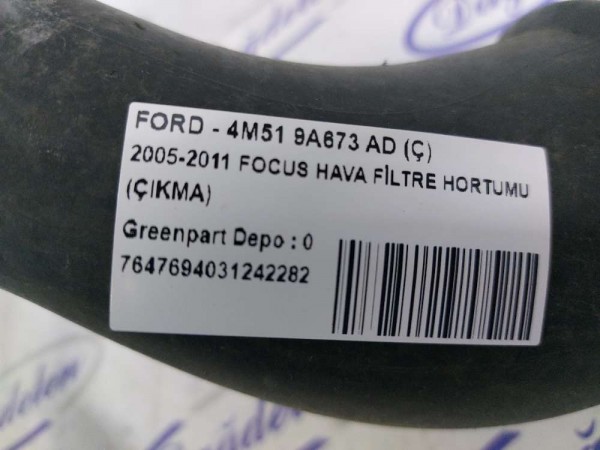 FORD - 4M51 9A673 AD (Ç)
2005-2011 FOCUS HAVA FİLTRE HORTUMU
(ÇIKMA)
Greenpart Depo : 0
7647694031242282